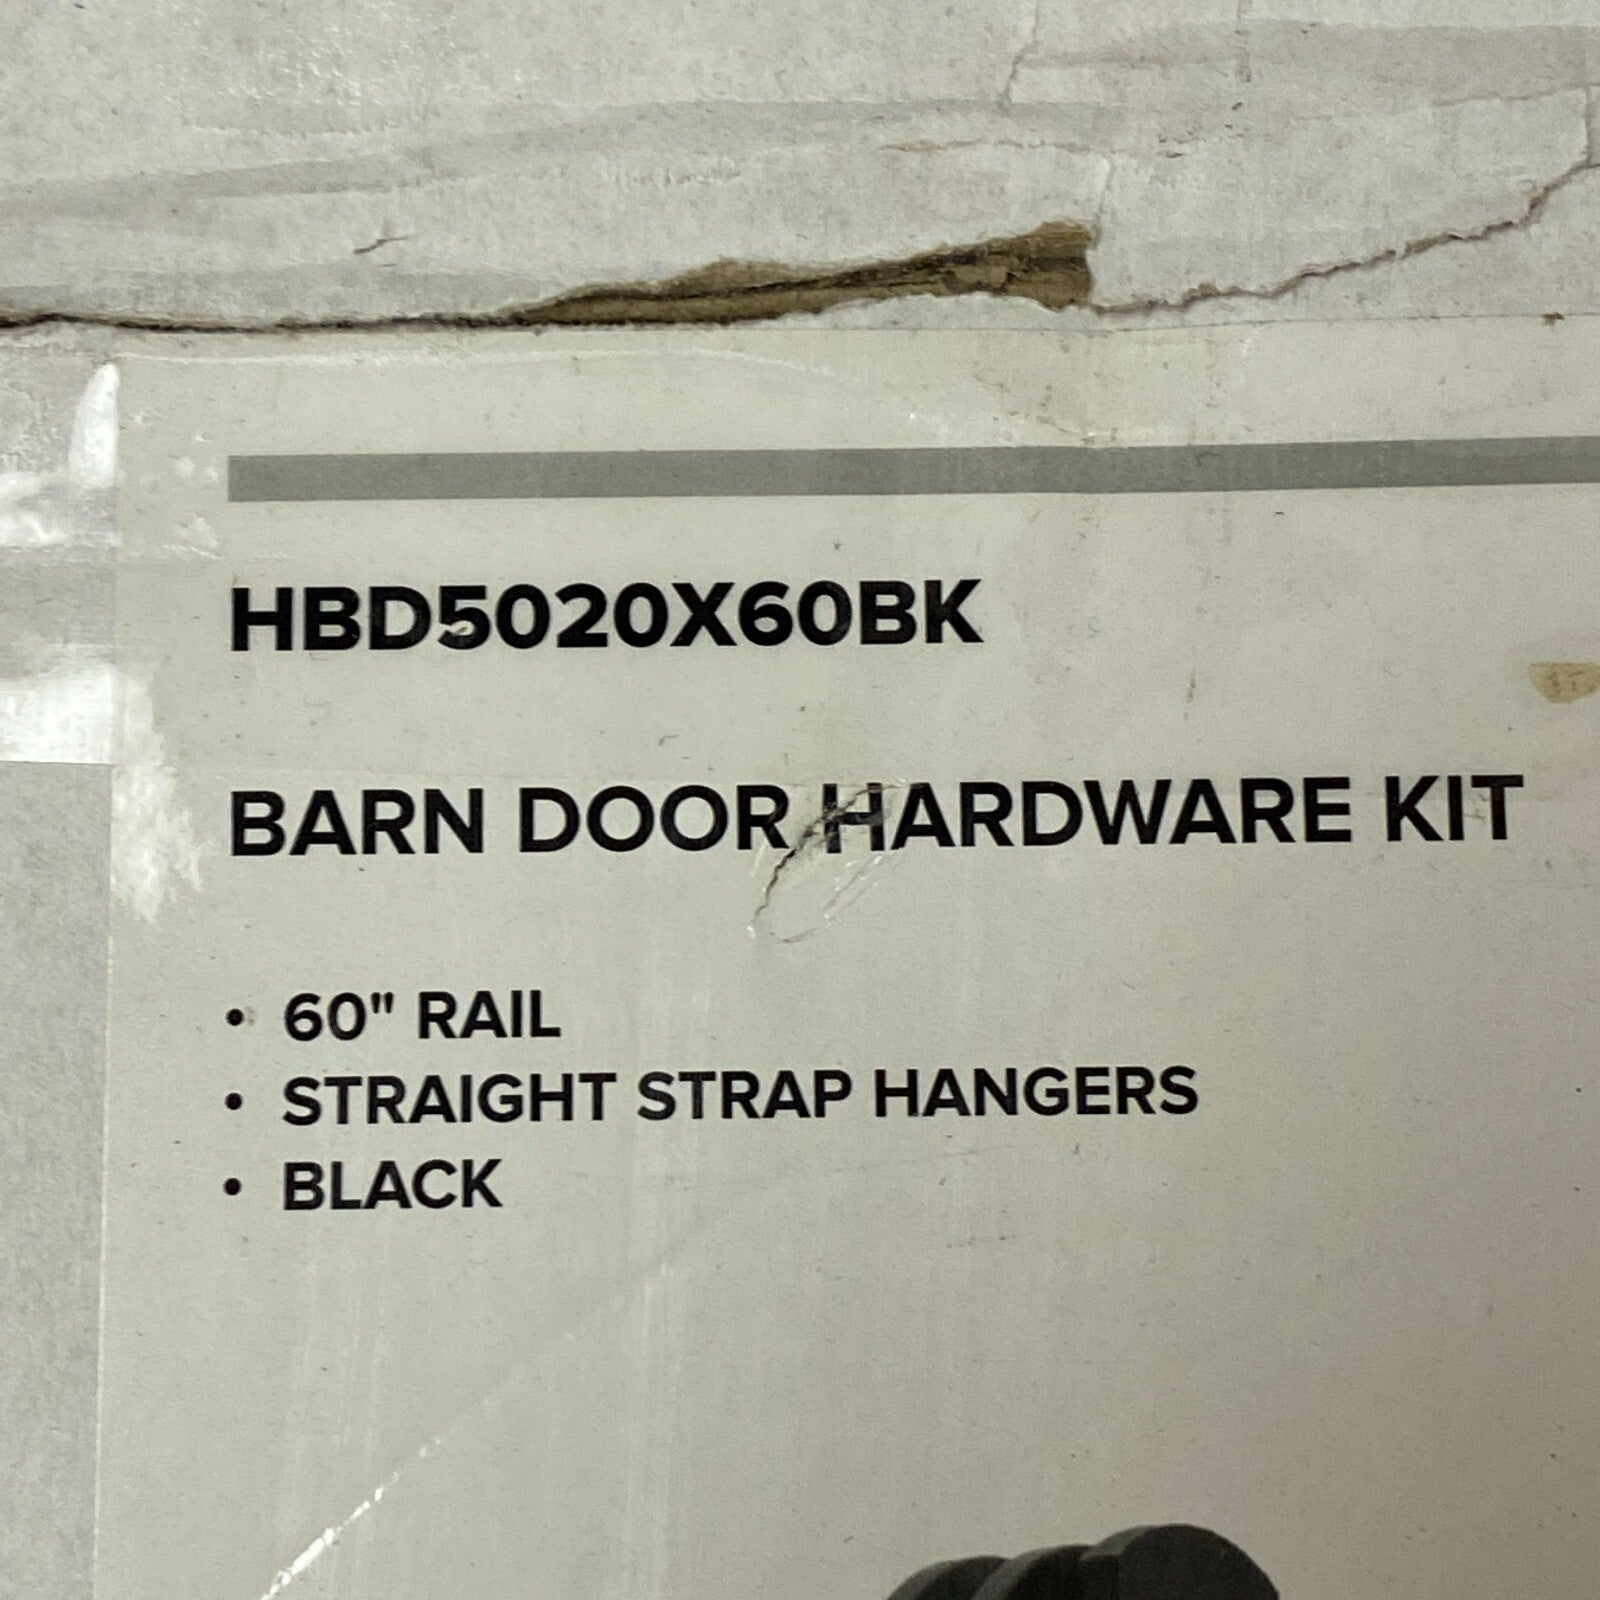 HBD5020X60BK
BARN DOOR HARDWARE KIT
• 60" RAIL
• STRAIGHT STRAP HANGERS
• BLACK